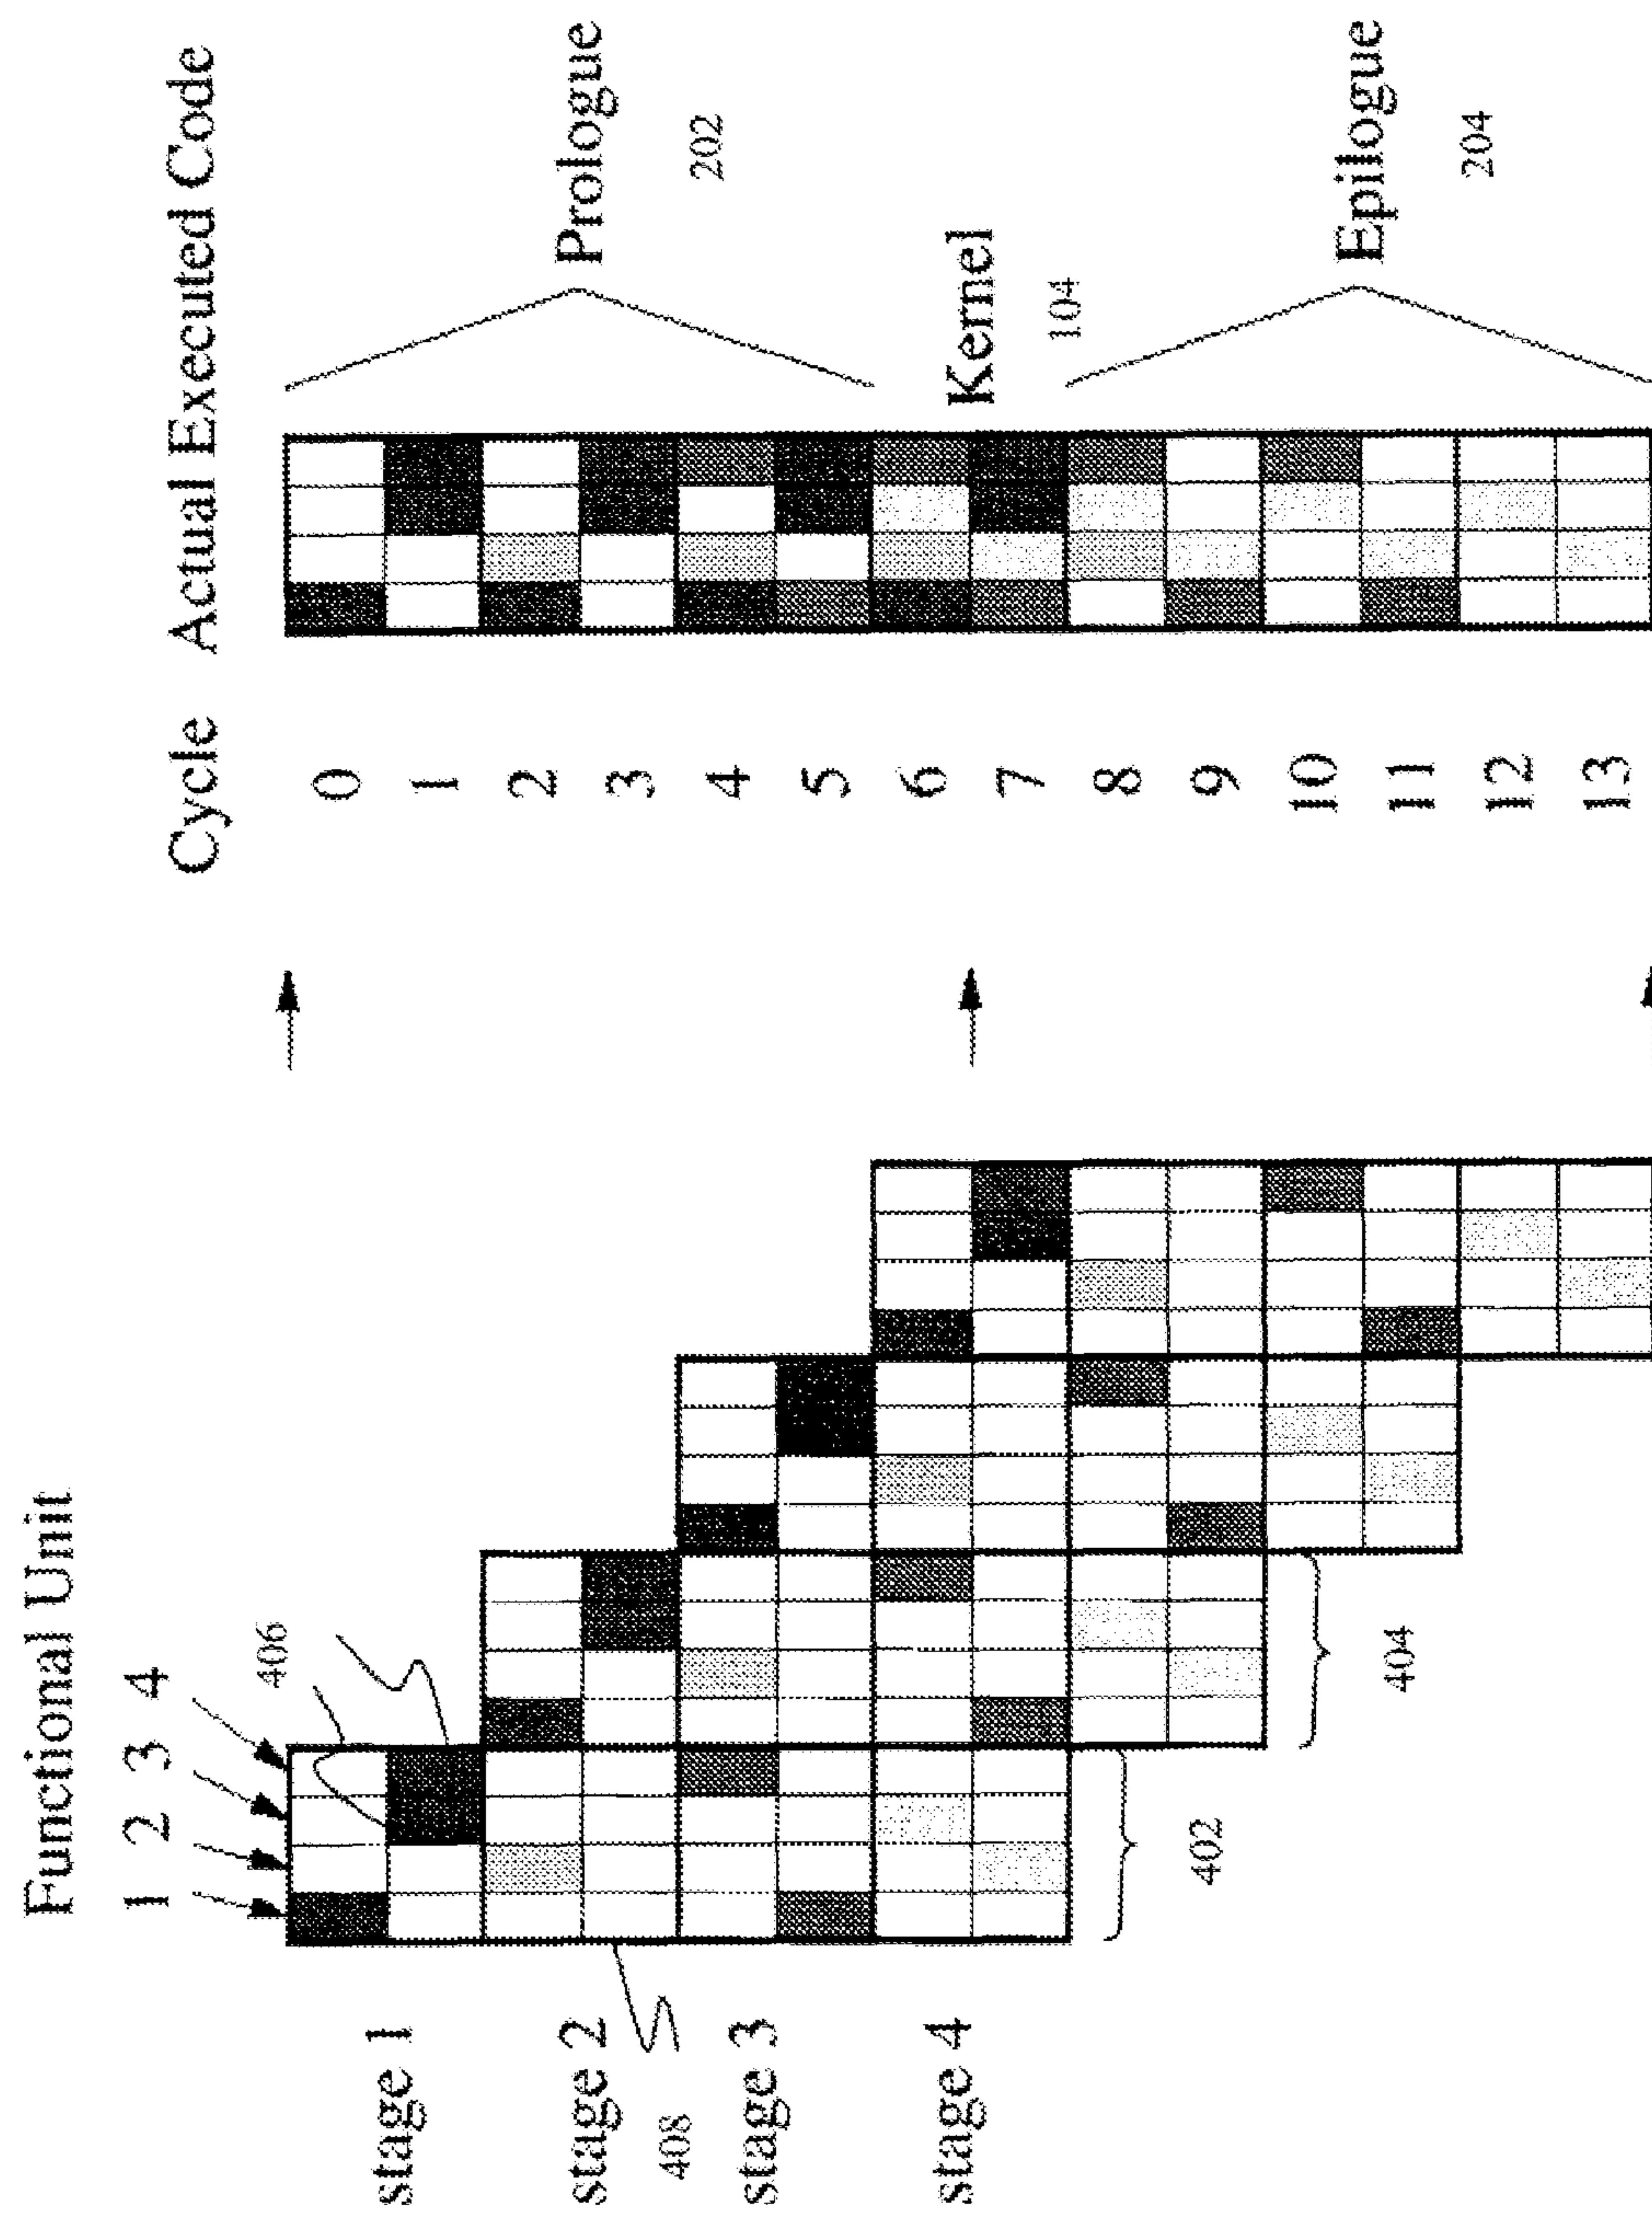 Functional Unit
1 2 3 4
406
stage 1
stage 2
408
stage 3
stage 4
402
404
Cycle Actual Executed Code
0
1
2
3
4
5
6
7
8
9
10
11
12
13
Prologue
202
Kernel
104
Epilogue
204